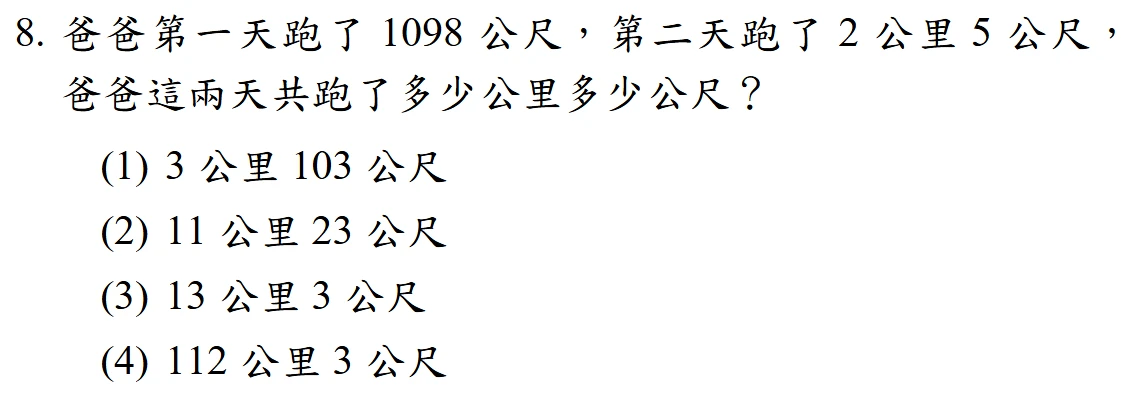 8. 爸爸第一天跑了 1098 公尺，第二天跑了 2 公里 5 公尺，
爸爸這兩天共跑了多少公里多少公尺？
(1) 3 公里 103 公尺
(2) 11 公里 23 公尺
(3) 13 公里 3 公尺
(4) 112 公里 3 公尺